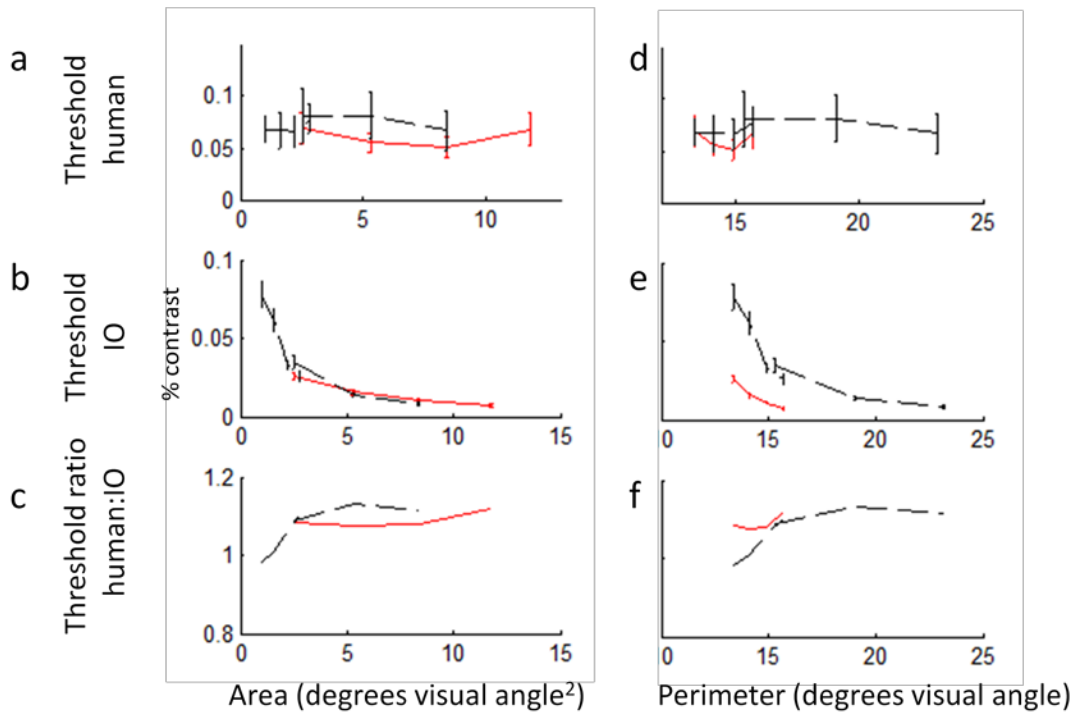 a
Threshold
human
0.1
0.05
0
0
5
10
d
15
20
25
b
Threshold
IO
% contrast
0.1
0.05
0
0
5
10
15
e
0
15
20
25
c
Threshold ratio
human:IO
1.2
1
0.8
0
5
10
15
f
0
15
20
25
Area (degrees visual angle²)
Perimeter (degrees visual angle)